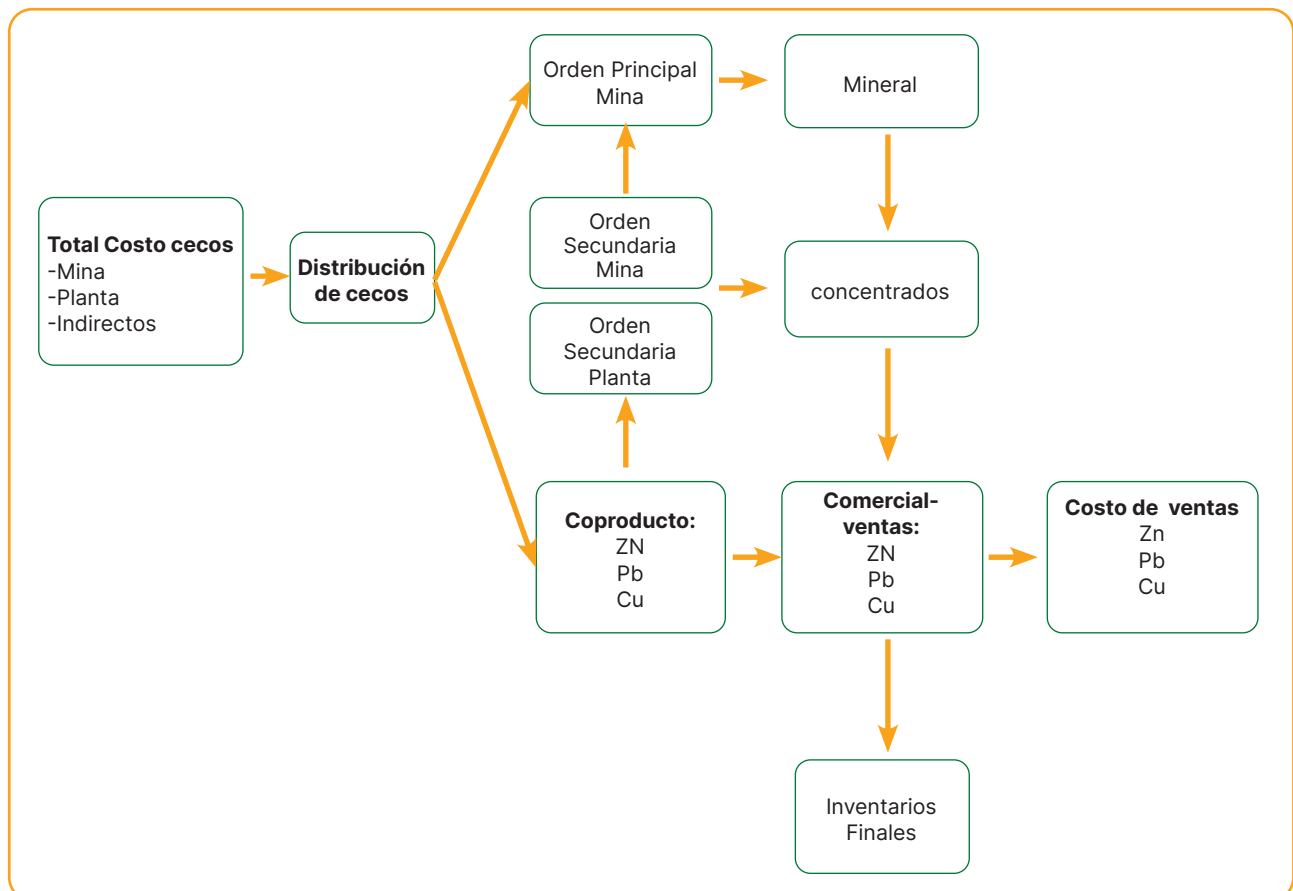 Orden Principal
Mina
Mineral
Total Costo cecos
-Mina
-Planta
-Indirectos
Distribución
de cecos
Orden
Secundaria
Mina
concentrados
Orden
Secundaria
Planta
Coproducto:
ZN
Pb
Cu
Comercial-
ventas:
ZN
Pb
Cu
Costo de  ventas
Zn
Pb
Cu
Inventarios
Finales